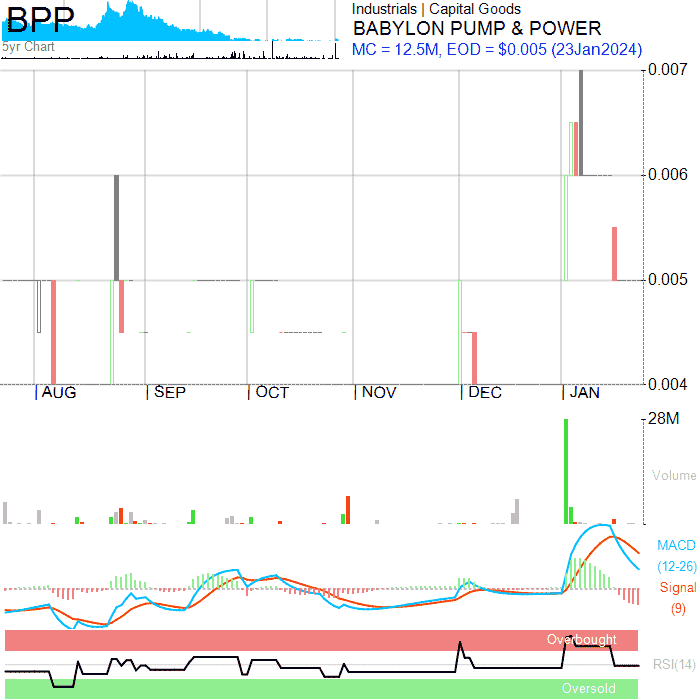 BPP
5yr Chart
Industrials | Capital Goods
BABYLON PUMP & POWER
MC = 12.5M, EOD = $0.005 (23Jan2024)
0.007
0.006
0.005
0.004
AUG SEP OCT NOV DEC JAN
28M
Volume
MACD
(12-26)
Signal
(9)
Overbought
RSI(14)
Oversold